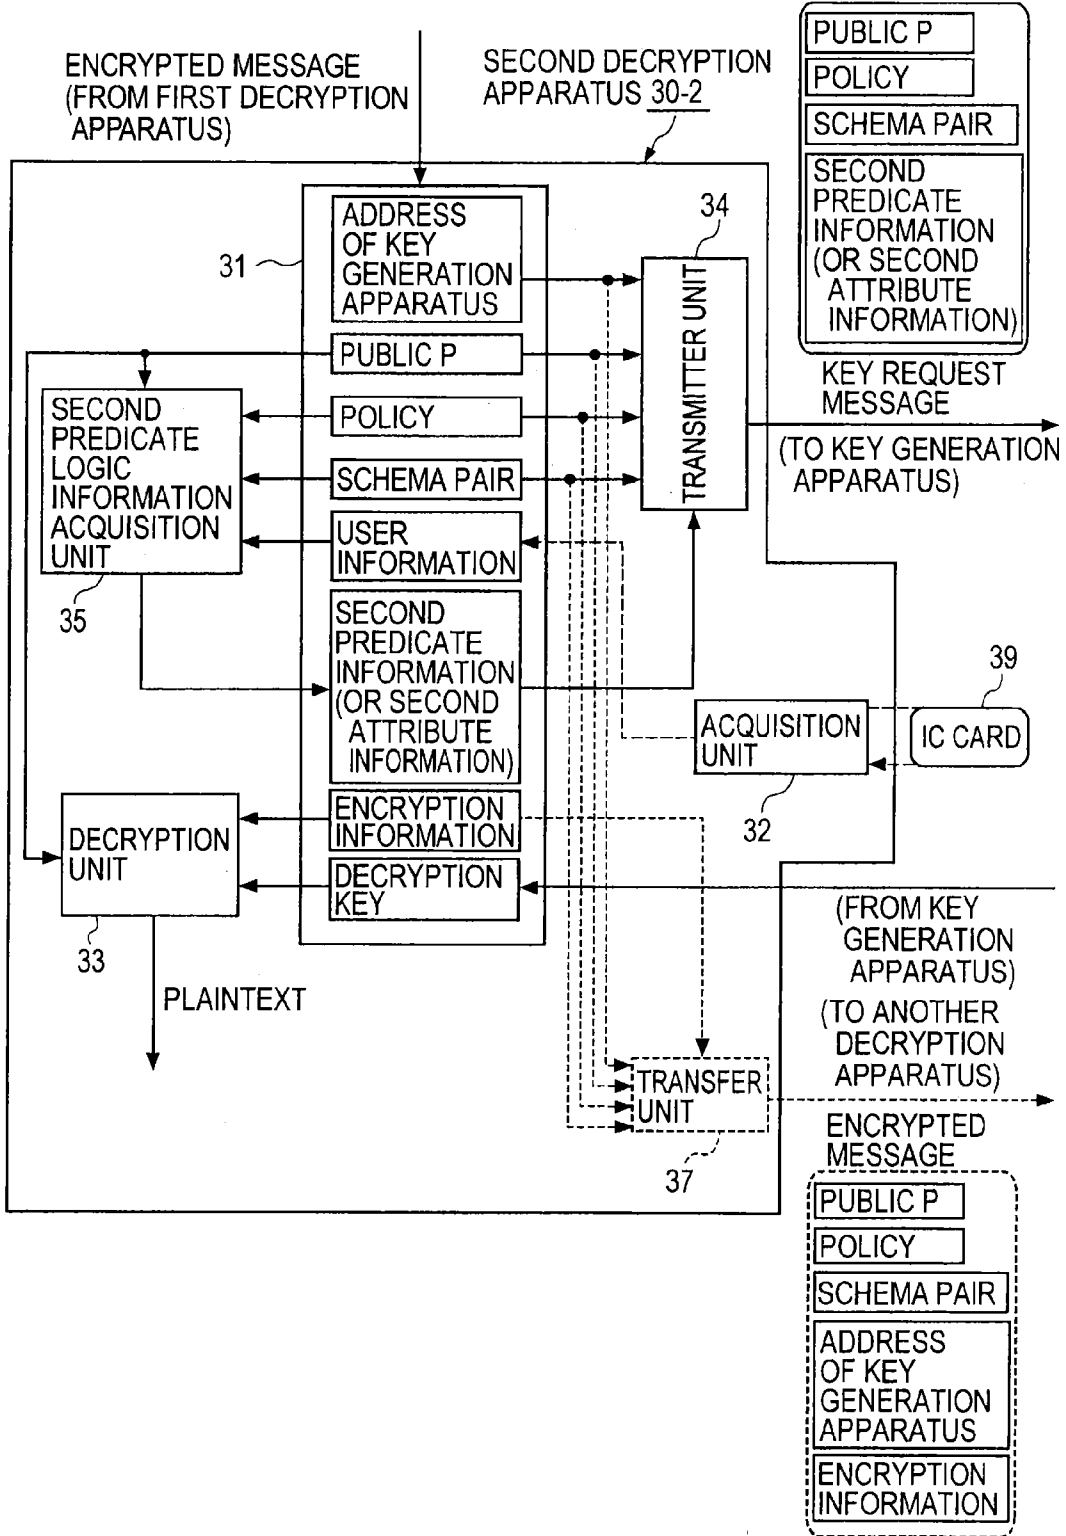 ENCRYPTED MESSAGE
(FROM FIRST DECRYPTION
APPARATUS)
SECOND DECRYPTION
APPARATUS 30-2
PUBLIC P
POLICY
SCHEMA PAIR
SECOND
PREDICATE
INFORMATION
(OR SECOND
ATTRIBUTE
INFORMATION)
KEY REQUEST
MESSAGE
(TO KEY GENERATION
APPARATUS)
31
ADDRESS
OF KEY
GENERATION
APPARATUS
PUBLIC P
POLICY
SCHEMA PAIR
USER
INFORMATION
SECOND
PREDICATE
INFORMATION
(OR SECOND
ATTRIBUTE
INFORMATION)
ENCRYPTION
INFORMATION
DECRYPTION
KEY
34
TRANSMITTER UNIT
SECOND
PREDICATE
LOGIC
INFORMATION
ACQUISITION
UNIT
35
39
IC CARD
ACQUISITION
UNIT
32
DECRYPTION
UNIT
33
PLAINTEXT
(FROM KEY
GENERATION
APPARATUS)
(TO ANOTHER
DECRYPTION
APPARATUS)
TRANSFER
UNIT
37
ENCRYPTED
MESSAGE
PUBLIC P
POLICY
SCHEMA PAIR
ADDRESS
OF KEY
GENERATION
APPARATUS
ENCRYPTION
INFORMATION